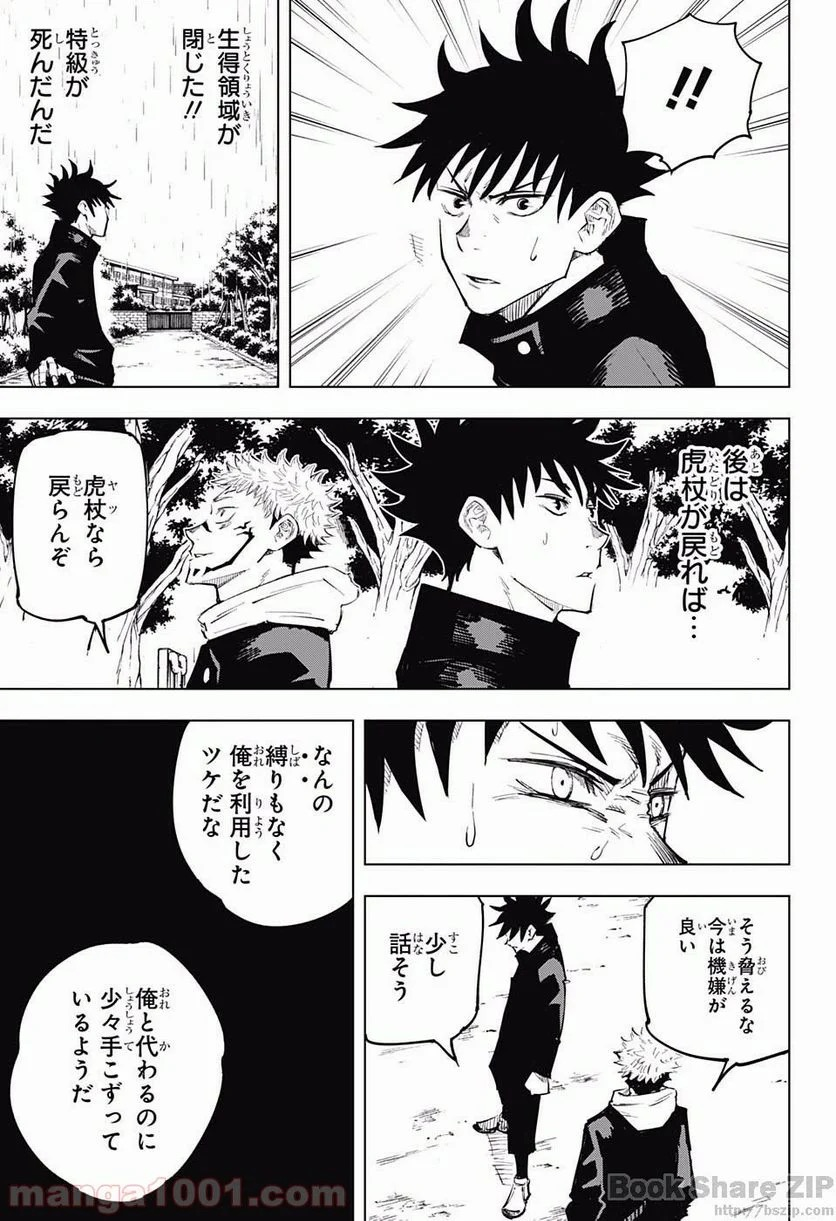 !!
生得領域が
閉じた!!
特級が
死んだんだ
後は
虎杖が戻れば…
虎杖なら
戻らんぞ
そう脅えるな
今は機嫌が
良い
少し
話そう
なんの
縛りもなく
俺を利用した
ツケだな
俺と代わるのに
少々手こずって
いるようだ
manga1001.com
Book Share ZIP
http://bszip.com/